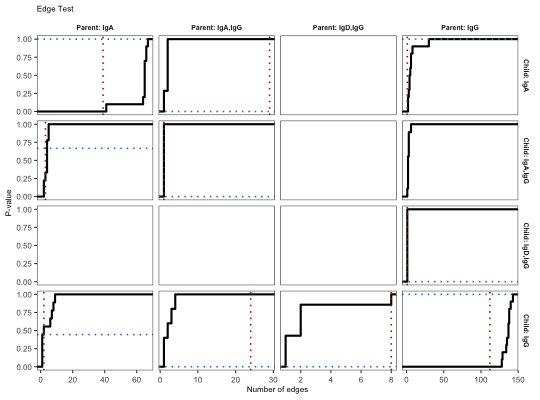 Edge Test
Parent: IgA
Parent: IgA,IgG
Parent: IgD,IgG
Parent: IgG
1.00
0.75
0.50
0.25
0.00
Child: IgA
1.00
0.75
0.50
0.25
0.00
Child: IgA,IgG
1.00
0.75
0.50
0.25
0.00
Child: IgD,IgG
1.00
0.75
0.50
0.25
0.00
Child: IgG
P-value
0 20 40 60
0 10 20 30
2 4 6 8
0 50 100 150
Number of edges